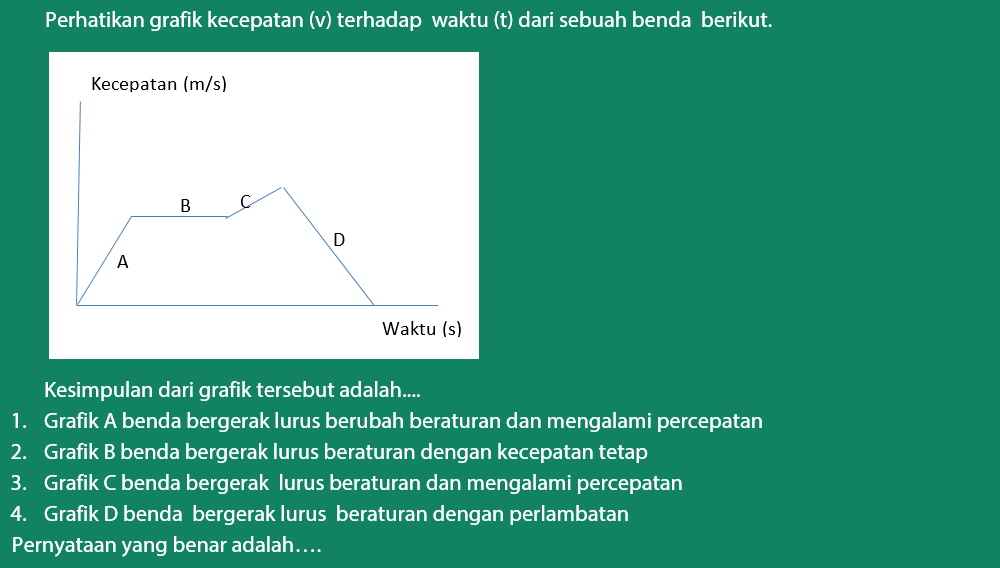 Perhatikan grafik kecepatan (v) terhadap waktu (t) dari sebuah benda berikut.
Kecepatan (m/s)
B
C
D
A
Waktu (s)
Kesimpulan dari grafik tersebut adalah....
1. Grafik A benda bergerak lurus berubah beraturan dan mengalami percepatan
2. Grafik B benda bergerak lurus beraturan dengan kecepatan tetap
3. Grafik C benda bergerak lurus beraturan dan mengalami percepatan
4. Grafik D benda bergerak lurus beraturan dengan perlambatan
Pernyataan yang benar adalah....